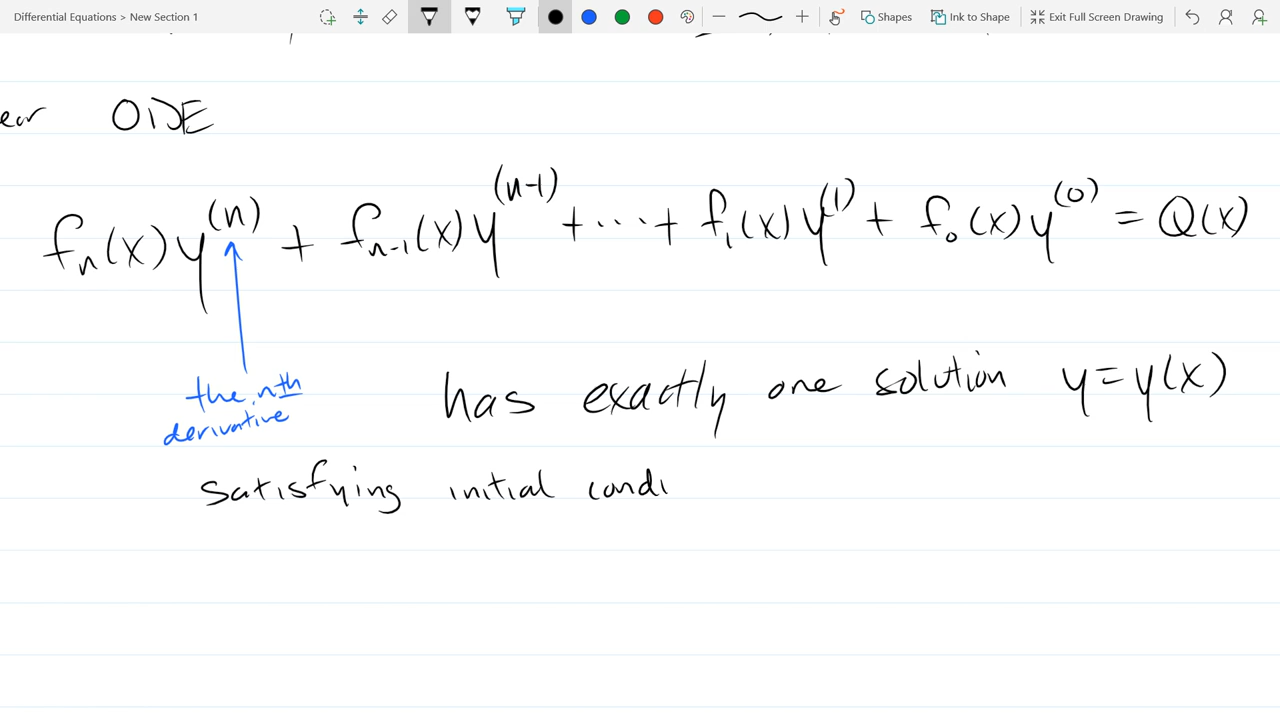 Differential Equations > New Section 1
Shapes
Ink to Shape
Exit Full Screen Drawing
ear ODE
fₙ(x)y⁽ⁿ⁾ + fₙ₋₁(x)y⁽ⁿ⁻¹⁾ + ··· + f₁(x)y⁽¹⁾ + f₀(x)y⁽⁰⁾ = Q(x)
the nth
derivative
has exactly one solution y = y(x)
satisfying initial condi